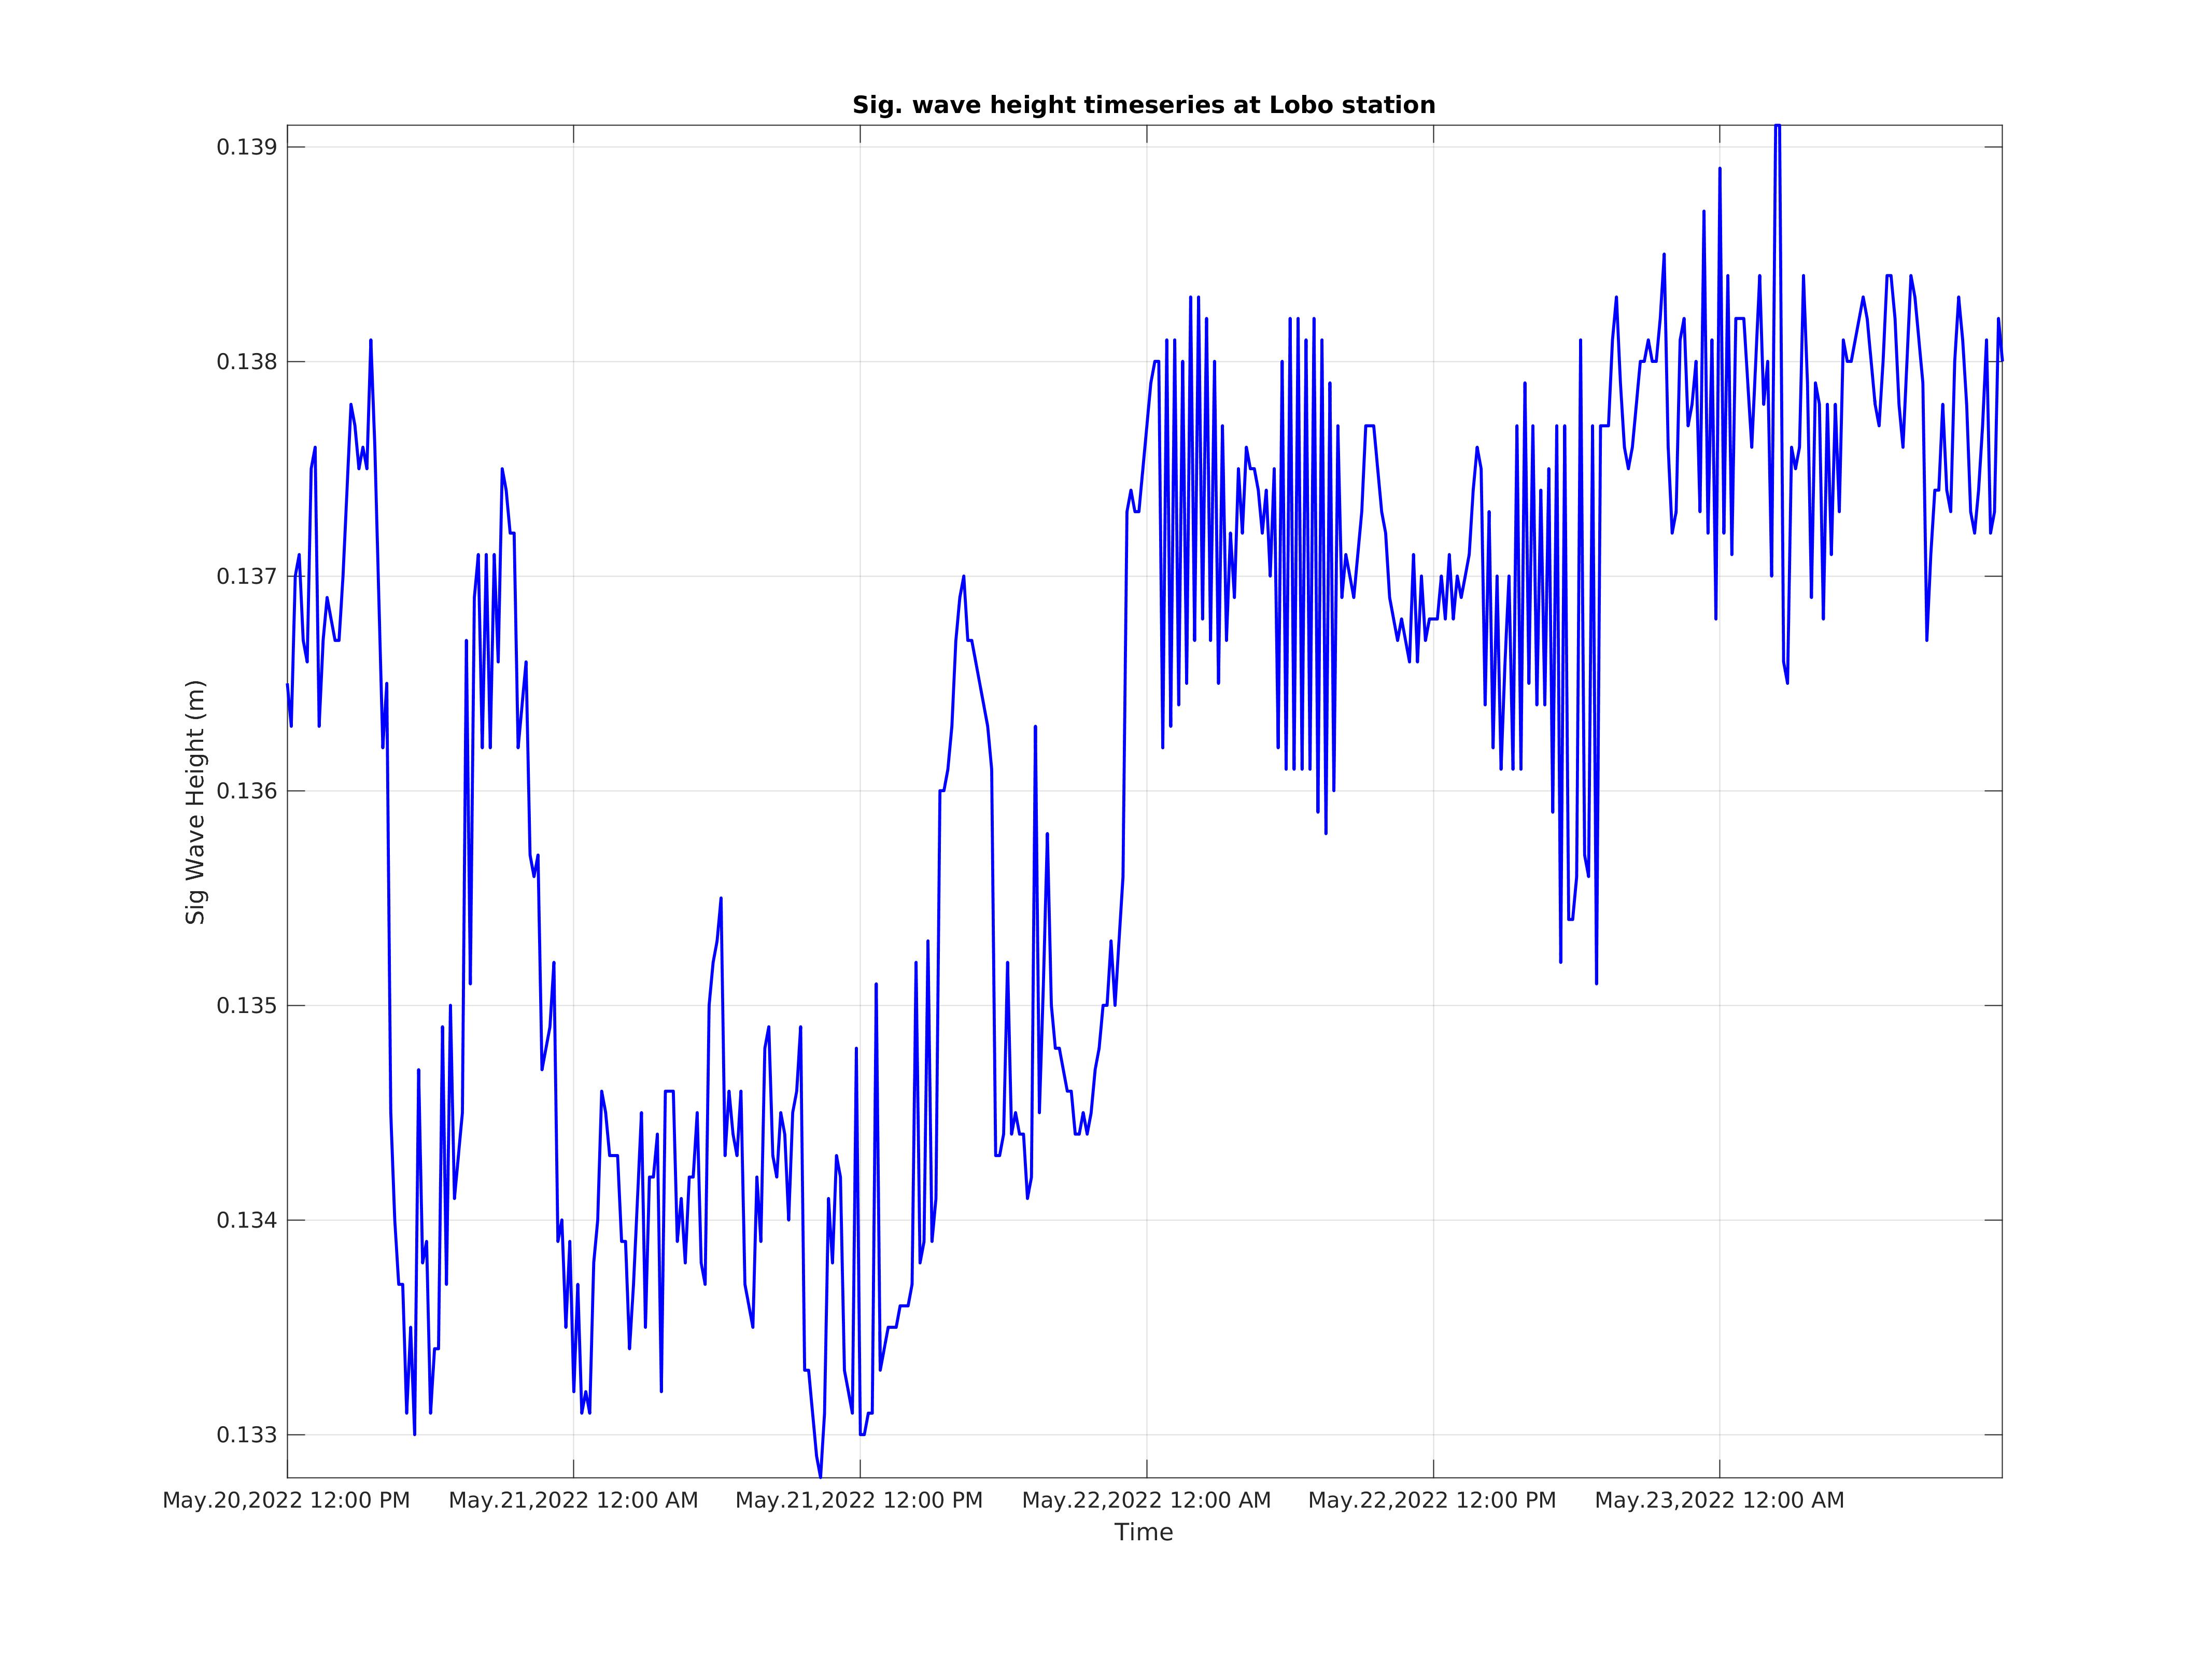 Sig. wave height timeseries at Lobo station
0.139
0.138
0.137
0.136
0.135
0.134
0.133
Sig Wave Height (m)
May.20,2022 12:00 PM May.21,2022 12:00 AM May.21,2022 12:00 PM May.22,2022 12:00 AM May.22,2022 12:00 PM May.23,2022 12:00 AM
Time